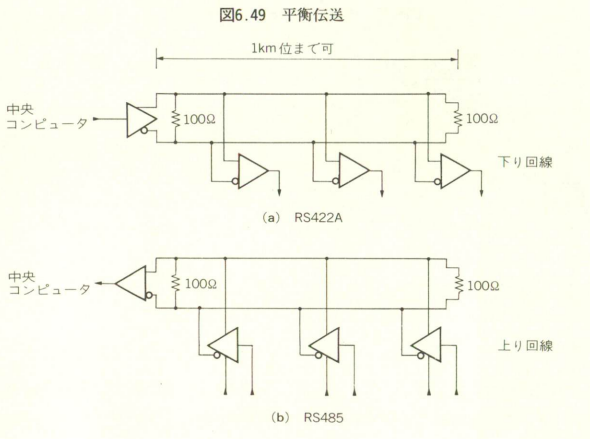 図6.49 平衡伝送
1km位まで可
中央
コンピュータ
100Ω
100Ω
下り回線
(a) RS422A
中央
コンピュータ
100Ω
100Ω
上り回線
(b) RS485